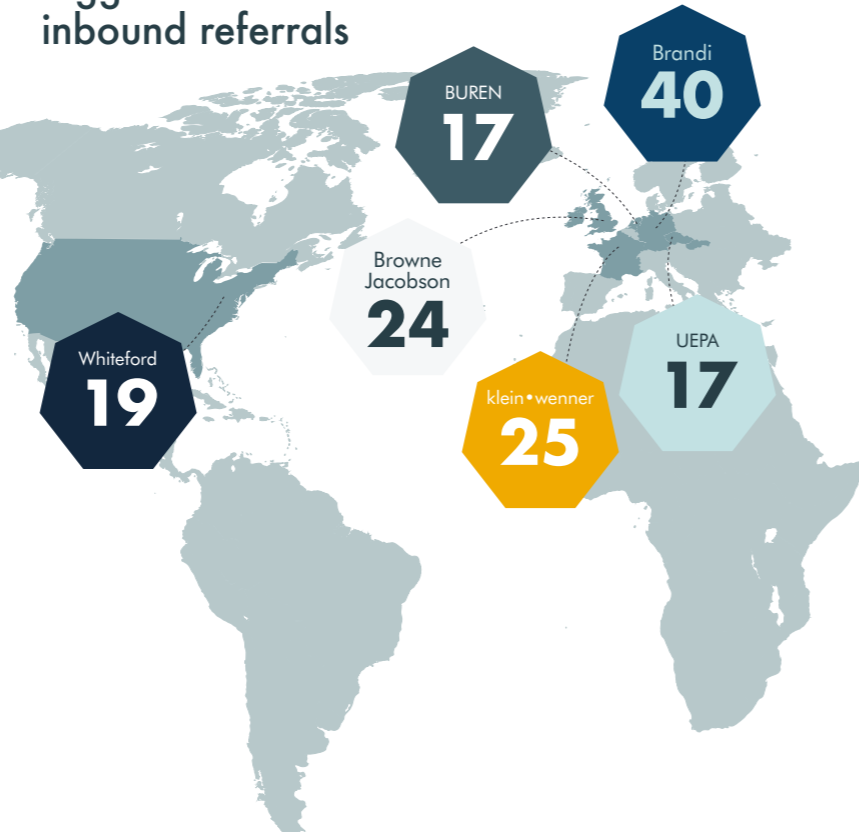 inbound referrals
Brandi
40
BUREN
17
Browne
Jacobson
24
UEPA
17
Whiteford
19
klein•wenner
25